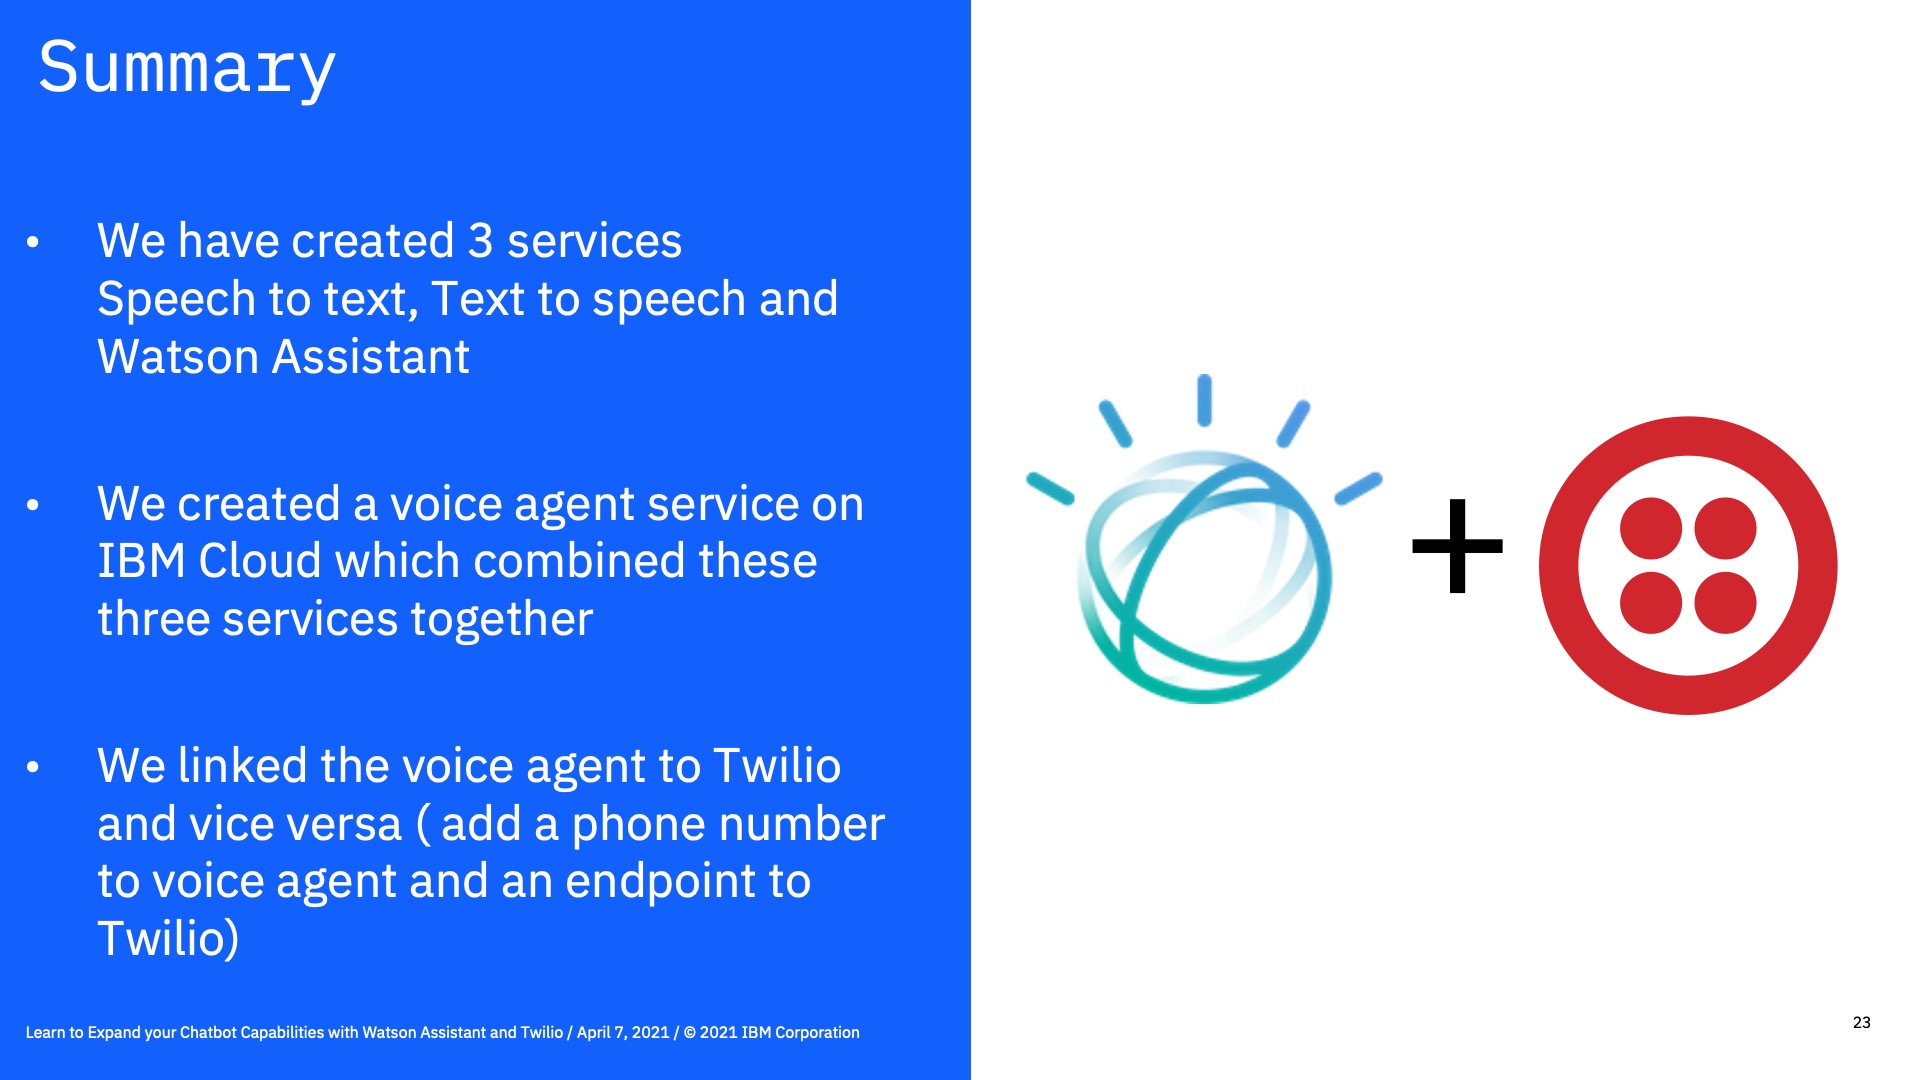 Summary
• We have created 3 services
Speech to text, Text to speech and
Watson Assistant
• We created a voice agent service on
IBM Cloud which combined these
three services together
• We linked the voice agent to Twilio
and vice versa ( add a phone number
to voice agent and an endpoint to
Twilio)
+
Learn to Expand your Chatbot Capabilities with Watson Assistant and Twilio / April 7, 2021 / © 2021 IBM Corporation
23